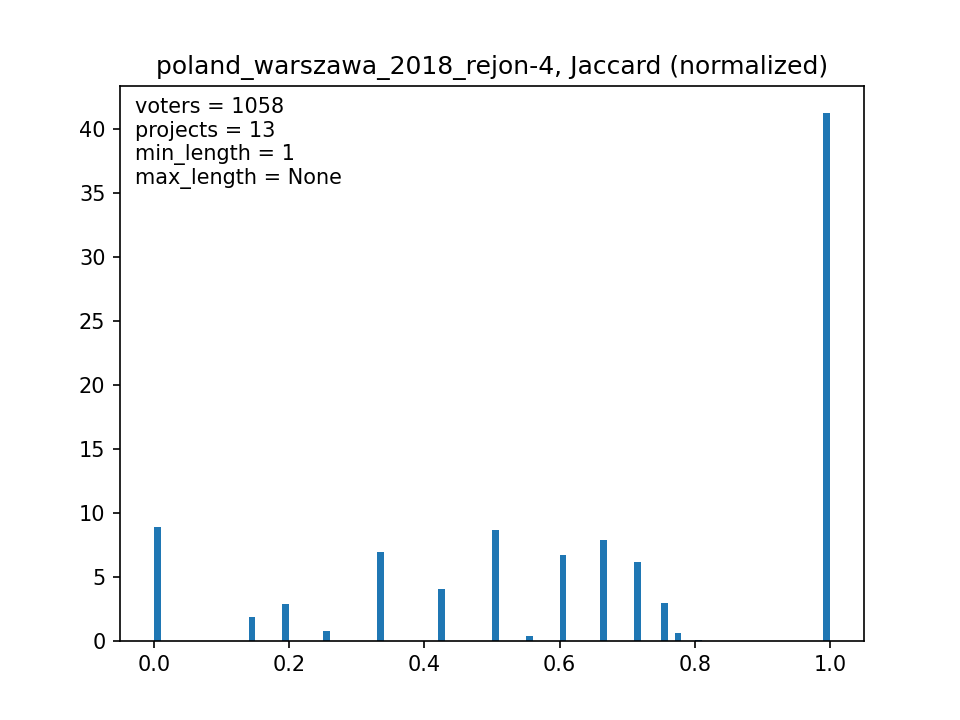 poland_warszawa_2018_rejon-4, Jaccard (normalized)
voters = 1058
projects = 13
min_length = 1
max_length = None
40
35
30
25
20
15
10
5
0
0.0 0.2 0.4 0.6 0.8 1.0